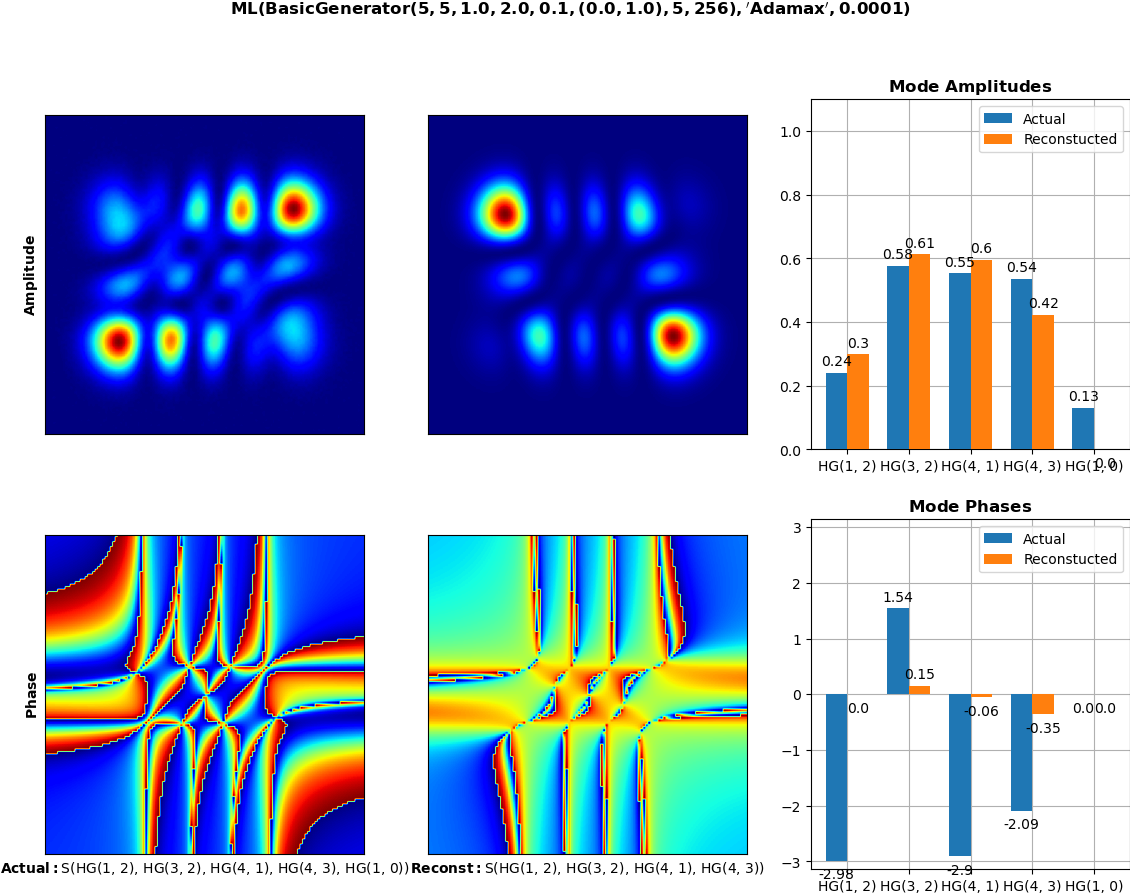 ML(BasicGenerator(5, 5, 1.0, 2.0, 0.1, (0.0, 1.0), 5, 256), ′Adamax′, 0.0001)
Mode Amplitudes
Actual
Reconstucted
1.0
0.8
0.6
0.4
0.2
0.0
0.24
0.3
0.58
0.61
0.55
0.6
0.54
0.42
0.13
0.0
HG(1, 2) HG(3, 2) HG(4, 1) HG(4, 3) HG(1, 0)
Amplitude
Mode Phases
Actual
Reconstucted
3
2
1
0
−1
−2
−3
-2.98
0.0
1.54
0.15
-2.9
-0.06
-2.09
-0.35
0.0
0.0
HG(1, 2) HG(3, 2) HG(4, 1) HG(4, 3) HG(1, 0)
Phase
Actual: S(HG(1, 2), HG(3, 2), HG(4, 1), HG(4, 3), HG(1, 0))
Reconst: S(HG(1, 2), HG(3, 2), HG(4, 1), HG(4, 3))